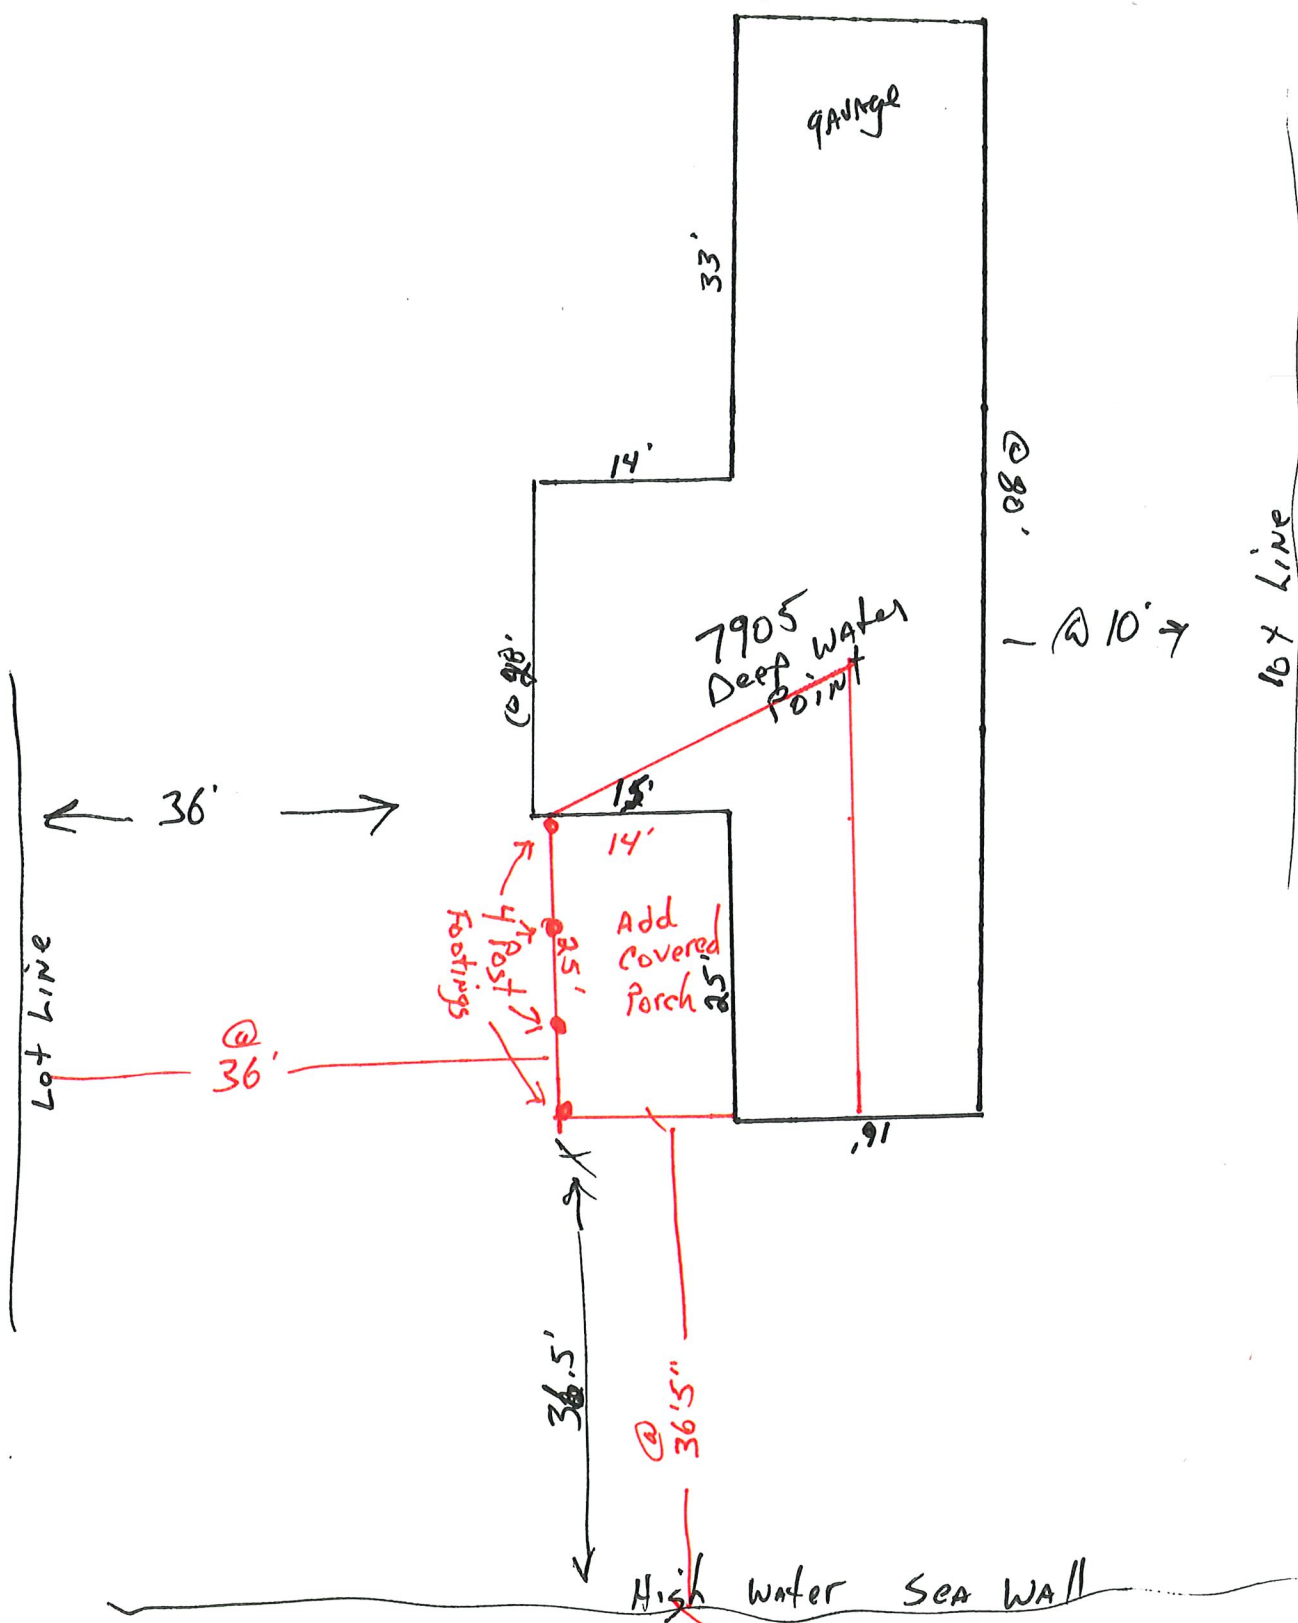 gArAge
33'
14'
@ 80'
7905
Deep WAter
Point
- @ 10'
Lot LiNe
36'
15'
14'
4 Post
Footings
25'
Add
Covered
Porch
25'
Lot LiNe
@
36'
16'
36.5'
@
36'5"
High Water SeA WAll